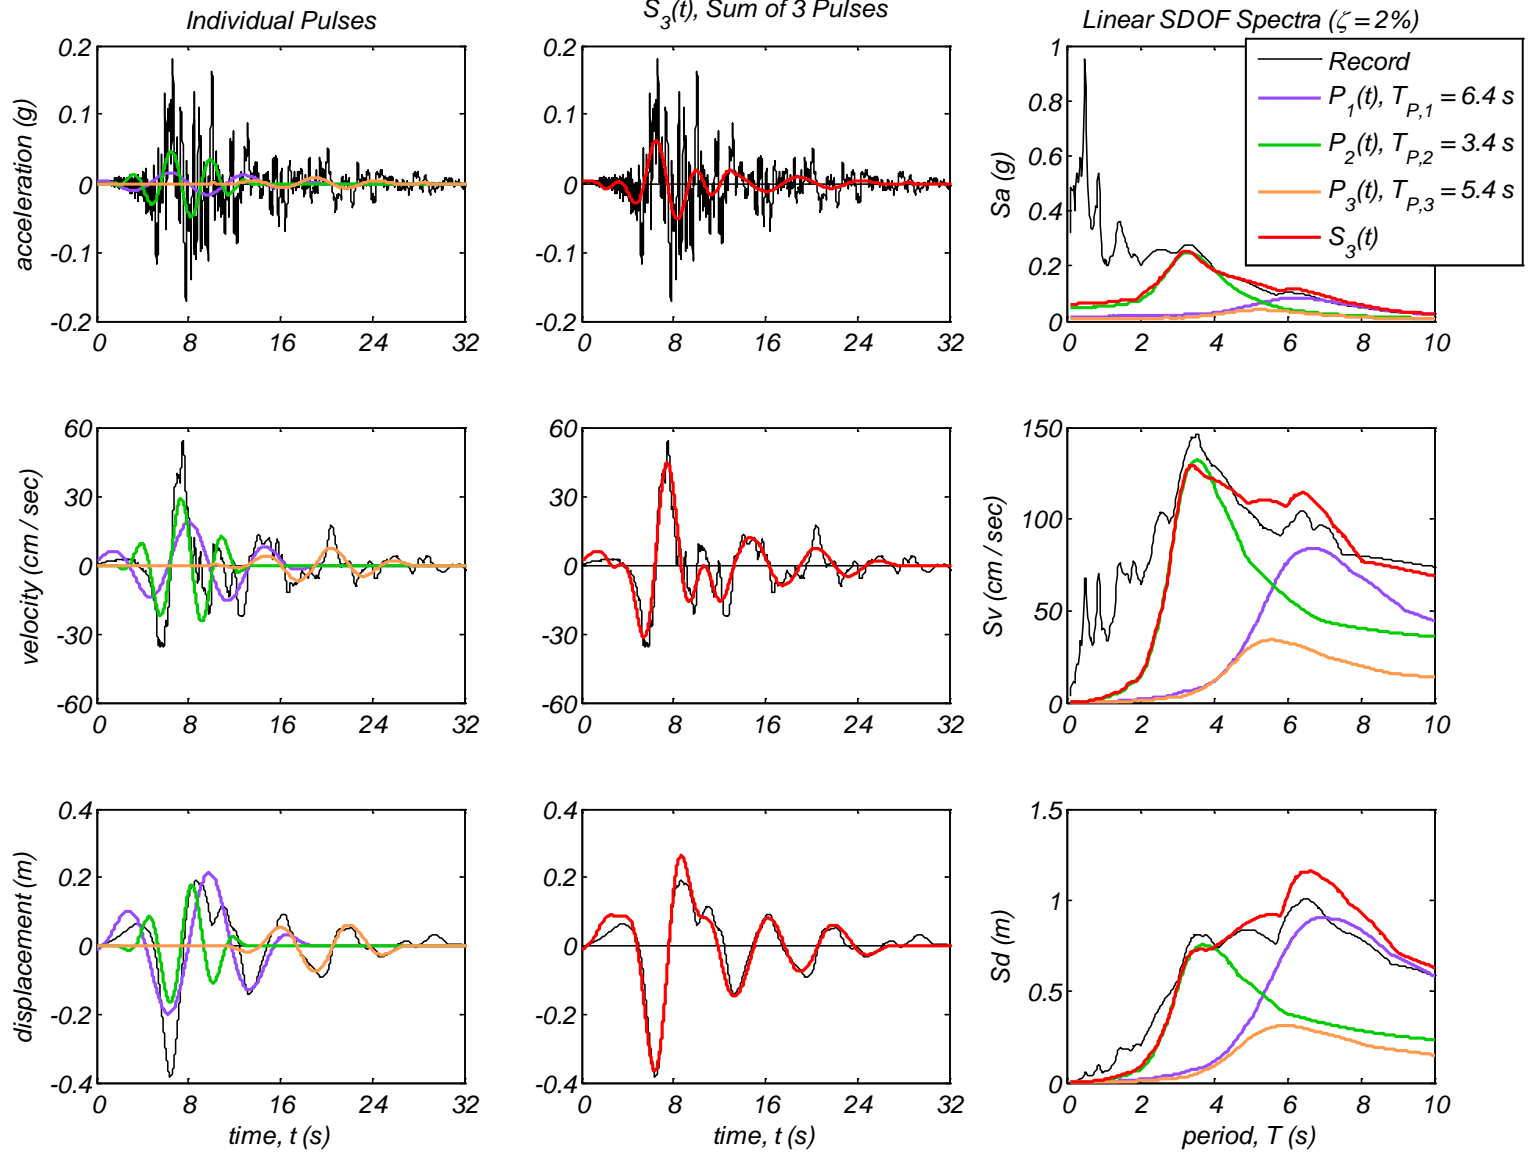 Individual Pulses
S3(t), Sum of 3 Pulses
Linear SDOF Spectra (ζ = 2%)
acceleration (g)
0.2
0.1
0
-0.1
-0.2
0 8 16 24 32
0.2
0.1
0
-0.1
-0.2
0 8 16 24 32
Sa (g)
1
0.8
0.6
0.4
0.2
0
0 2 4 6 8 10
Record
P1(t), TP,1 = 6.4 s
P2(t), TP,2 = 3.4 s
P3(t), TP,3 = 5.4 s
S3(t)
velocity (cm / sec)
60
30
0
-30
-60
0 8 16 24 32
60
30
0
-30
-60
0 8 16 24 32
Sv (cm / sec)
150
100
50
0
0 2 4 6 8 10
displacement (m)
0.4
0.2
0
-0.2
-0.4
0 8 16 24 32
time, t (s)
0.4
0.2
0
-0.2
-0.4
0 8 16 24 32
time, t (s)
Sd (m)
1.5
1
0.5
0
0 2 4 6 8 10
period, T (s)